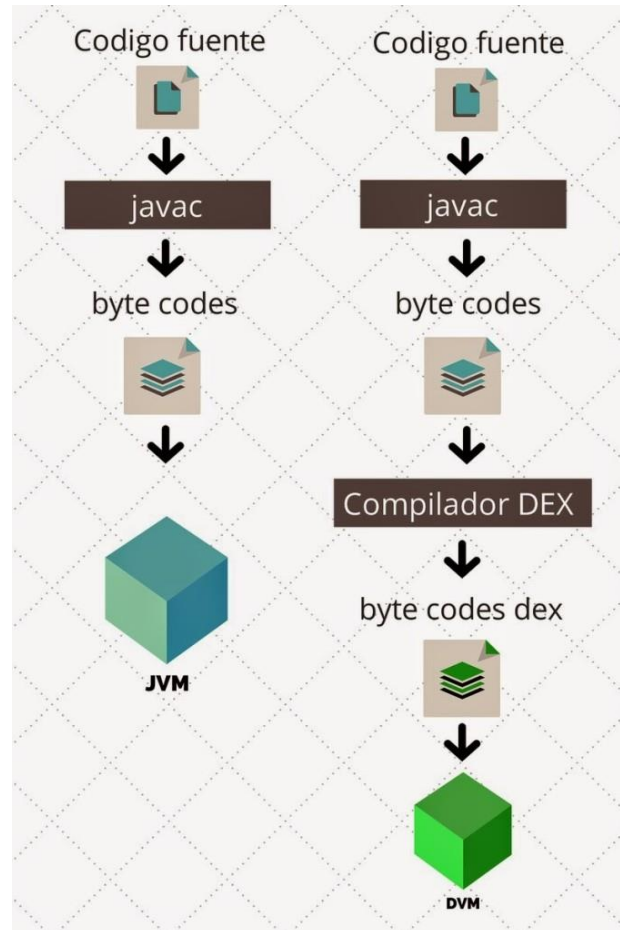 Codigo fuente
javac
byte codes
JVM
Codigo fuente
javac
byte codes
Compilador DEX
byte codes dex
DVM